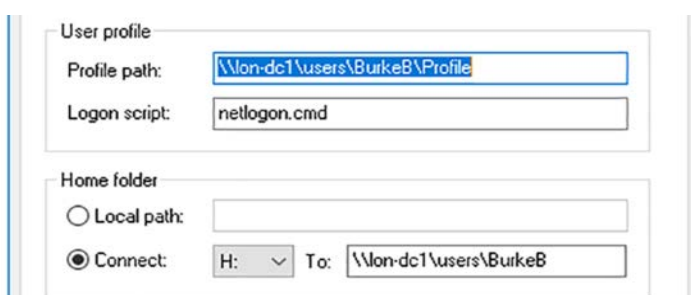 User profile
Profile path: \\lon-dc1\users\BurkeB\Profile
Logon script: netlogon.cmd
Home folder
Local path:
Connect: H: To: \\lon-dc1\users\BurkeB